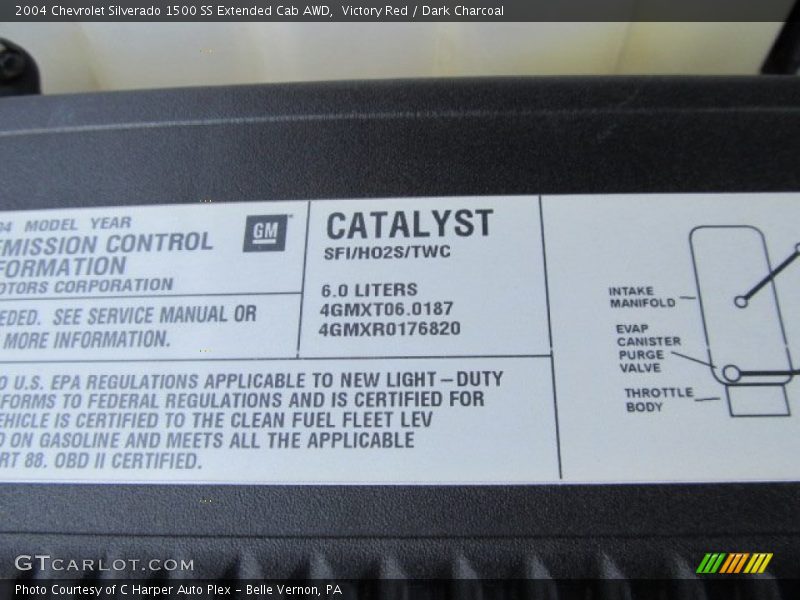 2004 Chevrolet Silverado 1500 SS Extended Cab AWD,  Victory Red / Dark Charcoal
04 MODEL YEAR
EMISSION CONTROL
FORMATION
OTORS CORPORATION
GM
EDED. SEE SERVICE MANUAL OR
MORE INFORMATION.
CATALYST
SFI/HO2S/TWC
6.0 LITERS
4GMXT06.0187
4GMXR0176820
U.S. EPA REGULATIONS APPLICABLE TO NEW LIGHT-DUTY
FORMS TO FEDERAL REGULATIONS AND IS CERTIFIED FOR
EHICLE IS CERTIFIED TO THE CLEAN FUEL FLEET LEV
ON GASOLINE AND MEETS ALL THE APPLICABLE
RT 88. OBD II CERTIFIED.
INTAKE
MANIFOLD
EVAP
CANISTER
PURGE
VALVE
THROTTLE
BODY
GTCARLOT.COM
Photo Courtesy of C Harper Auto Plex - Belle Vernon, PA